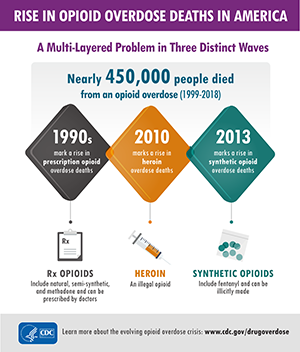 RISE IN OPIOID OVERDOSE DEATHS IN AMERICA
A Multi-Layered Problem in Three Distinct Waves
Nearly 450,000 people died
from an opioid overdose (1999-2018)
1990s
mark a rise in
prescription opioid
overdose deaths
2010
marks a rise in
heroin
overdose deaths
2013
marks a rise in
synthetic opioid
overdose deaths
Rx
Rx OPIOIDS
Include natural, semi-synthetic,
and methadone and can be
prescribed by doctors
HEROIN
An illegal opioid
SYNTHETIC OPIOIDS
Include fentanyl and can be
illicitly made
CDC
Learn more about the evolving opioid overdose crisis: www.cdc.gov/drugoverdose